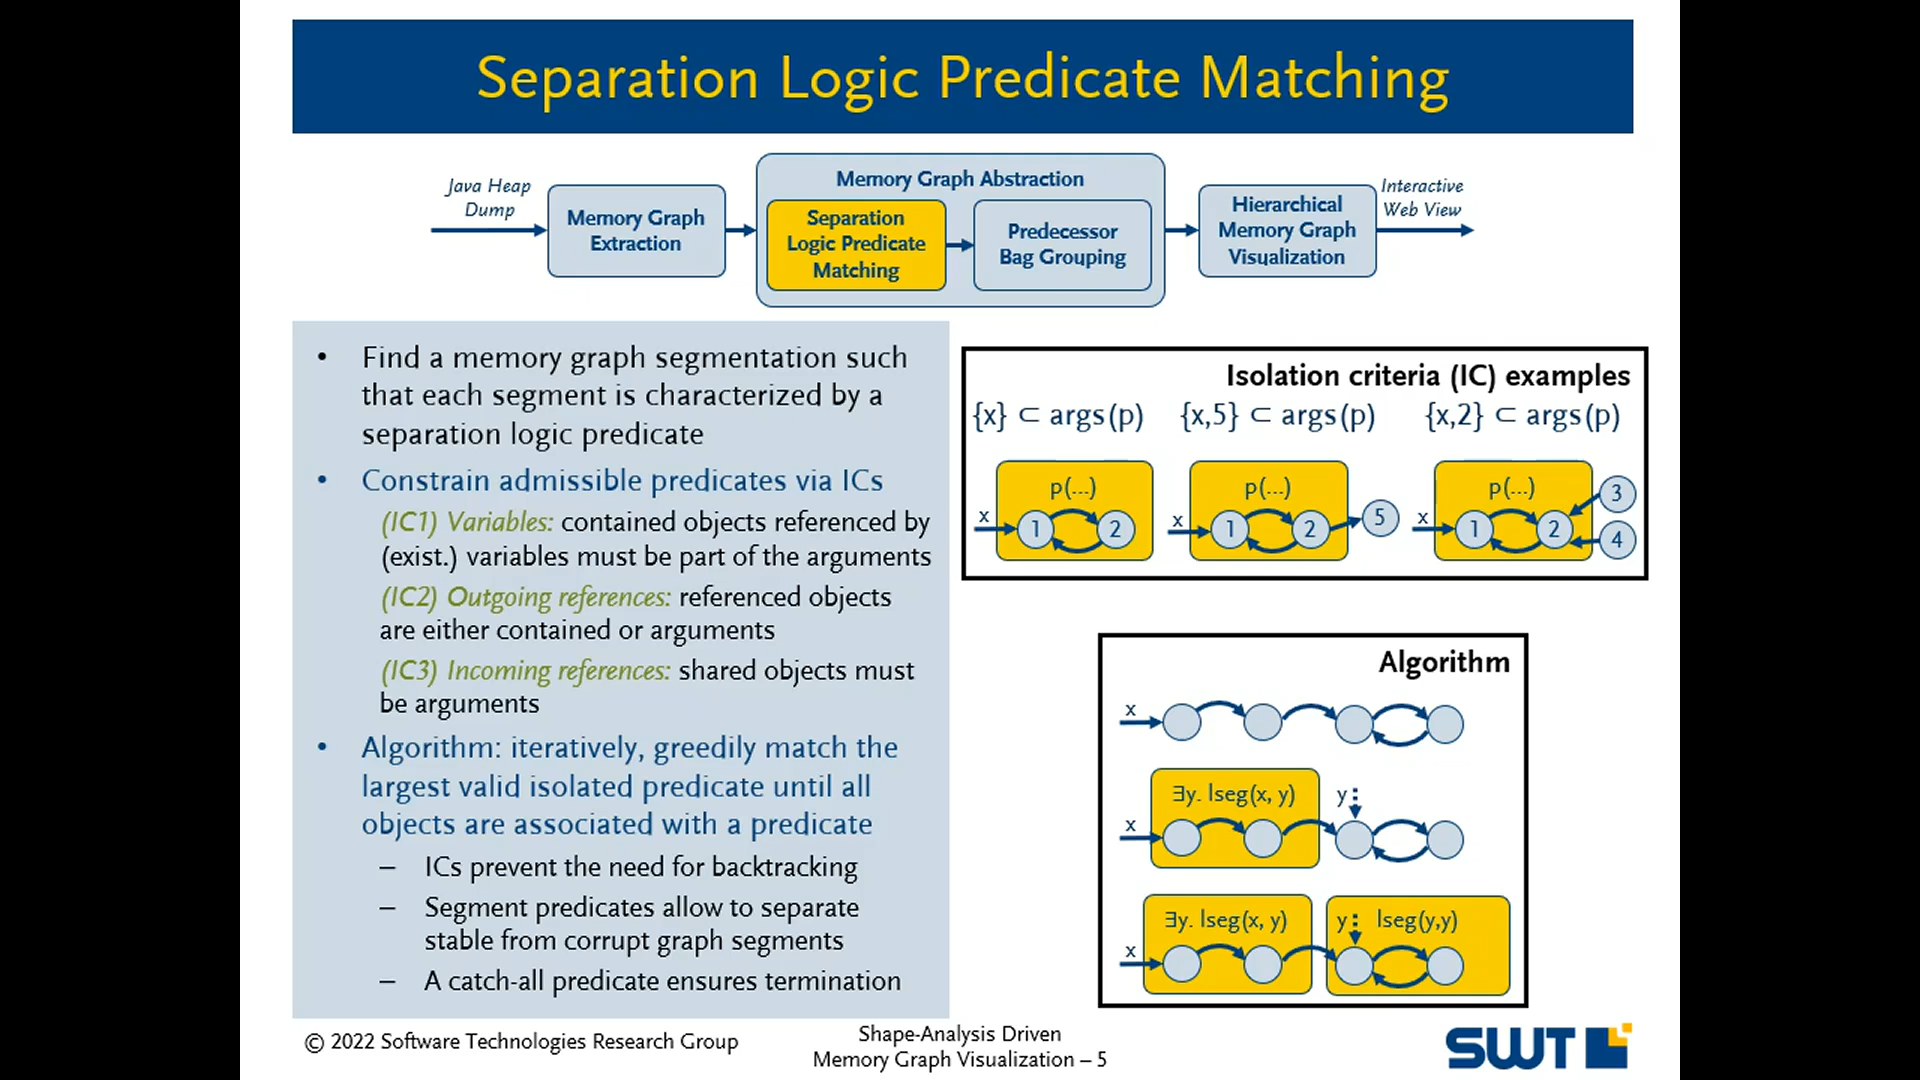 Separation Logic Predicate Matching
Java Heap
Dump
Memory Graph
Extraction
Memory Graph Abstraction
Separation
Logic Predicate
Matching
Predecessor
Bag Grouping
Hierarchical
Memory Graph
Visualization
Interactive
Web View
• Find a memory graph segmentation such
that each segment is characterized by a
separation logic predicate
• Constrain admissible predicates via ICs
(IC1) Variables: contained objects referenced by
(exist.) variables must be part of the arguments
(IC2) Outgoing references: referenced objects
are either contained or arguments
(IC3) Incoming references: shared objects must
be arguments
• Algorithm: iteratively, greedily match the
largest valid isolated predicate until all
objects are associated with a predicate
– ICs prevent the need for backtracking
– Segment predicates allow to separate
stable from corrupt graph segments
– A catch-all predicate ensures termination
Isolation criteria (IC) examples
{x} ⊂ args(p)
{x,5} ⊂ args(p)
{x,2} ⊂ args(p)
p(...)
x
1
2
p(...)
x
1
2
5
p(...)
x
1
2
3
4
Algorithm
x
∃y. lseg(x, y)
y
x
∃y. lseg(x, y)
y
lseg(y,y)
x
© 2022 Software Technologies Research Group
Shape-Analysis Driven
Memory Graph Visualization – 5
SWT